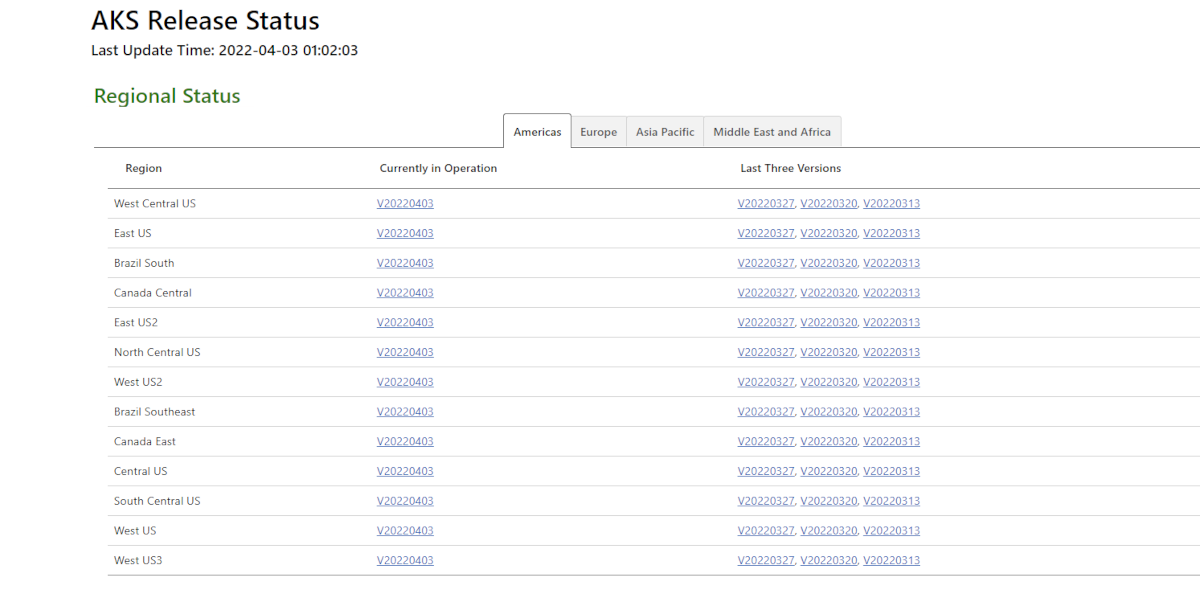 AKS Release Status
Last Update Time: 2022-04-03 01:02:03
Regional Status
Americas Europe Asia Pacific Middle East and Africa
Region Currently in Operation Last Three Versions
West Central US V20220403 V20220327, V20220320, V20220313
East US V20220403 V20220327, V20220320, V20220313
Brazil South V20220403 V20220327, V20220320, V20220313
Canada Central V20220403 V20220327, V20220320, V20220313
East US2 V20220403 V20220327, V20220320, V20220313
North Central US V20220403 V20220327, V20220320, V20220313
West US2 V20220403 V20220327, V20220320, V20220313
Brazil Southeast V20220403 V20220327, V20220320, V20220313
Canada East V20220403 V20220327, V20220320, V20220313
Central US V20220403 V20220327, V20220320, V20220313
South Central US V20220403 V20220327, V20220320, V20220313
West US V20220403 V20220327, V20220320, V20220313
West US3 V20220403 V20220327, V20220320, V20220313